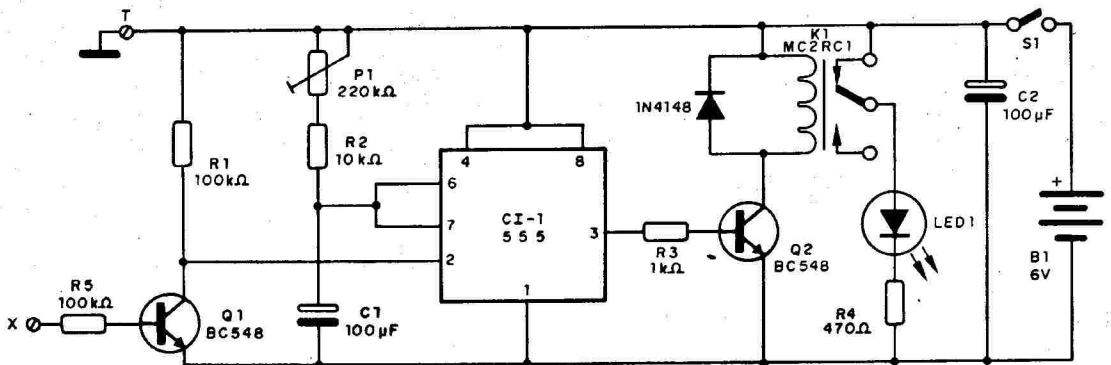 T
K1
MC2RC1
S1
P1
220kΩ
1N4148
C2
100µF
R2
10kΩ
4
8
R1
100kΩ
6
7
CI-1
555
3
2
1
+
LED1
B1
6V
R3
1kΩ
Q2
BC548
R5
100kΩ
X
Q1
BC548
C1
100µF
R4
470Ω